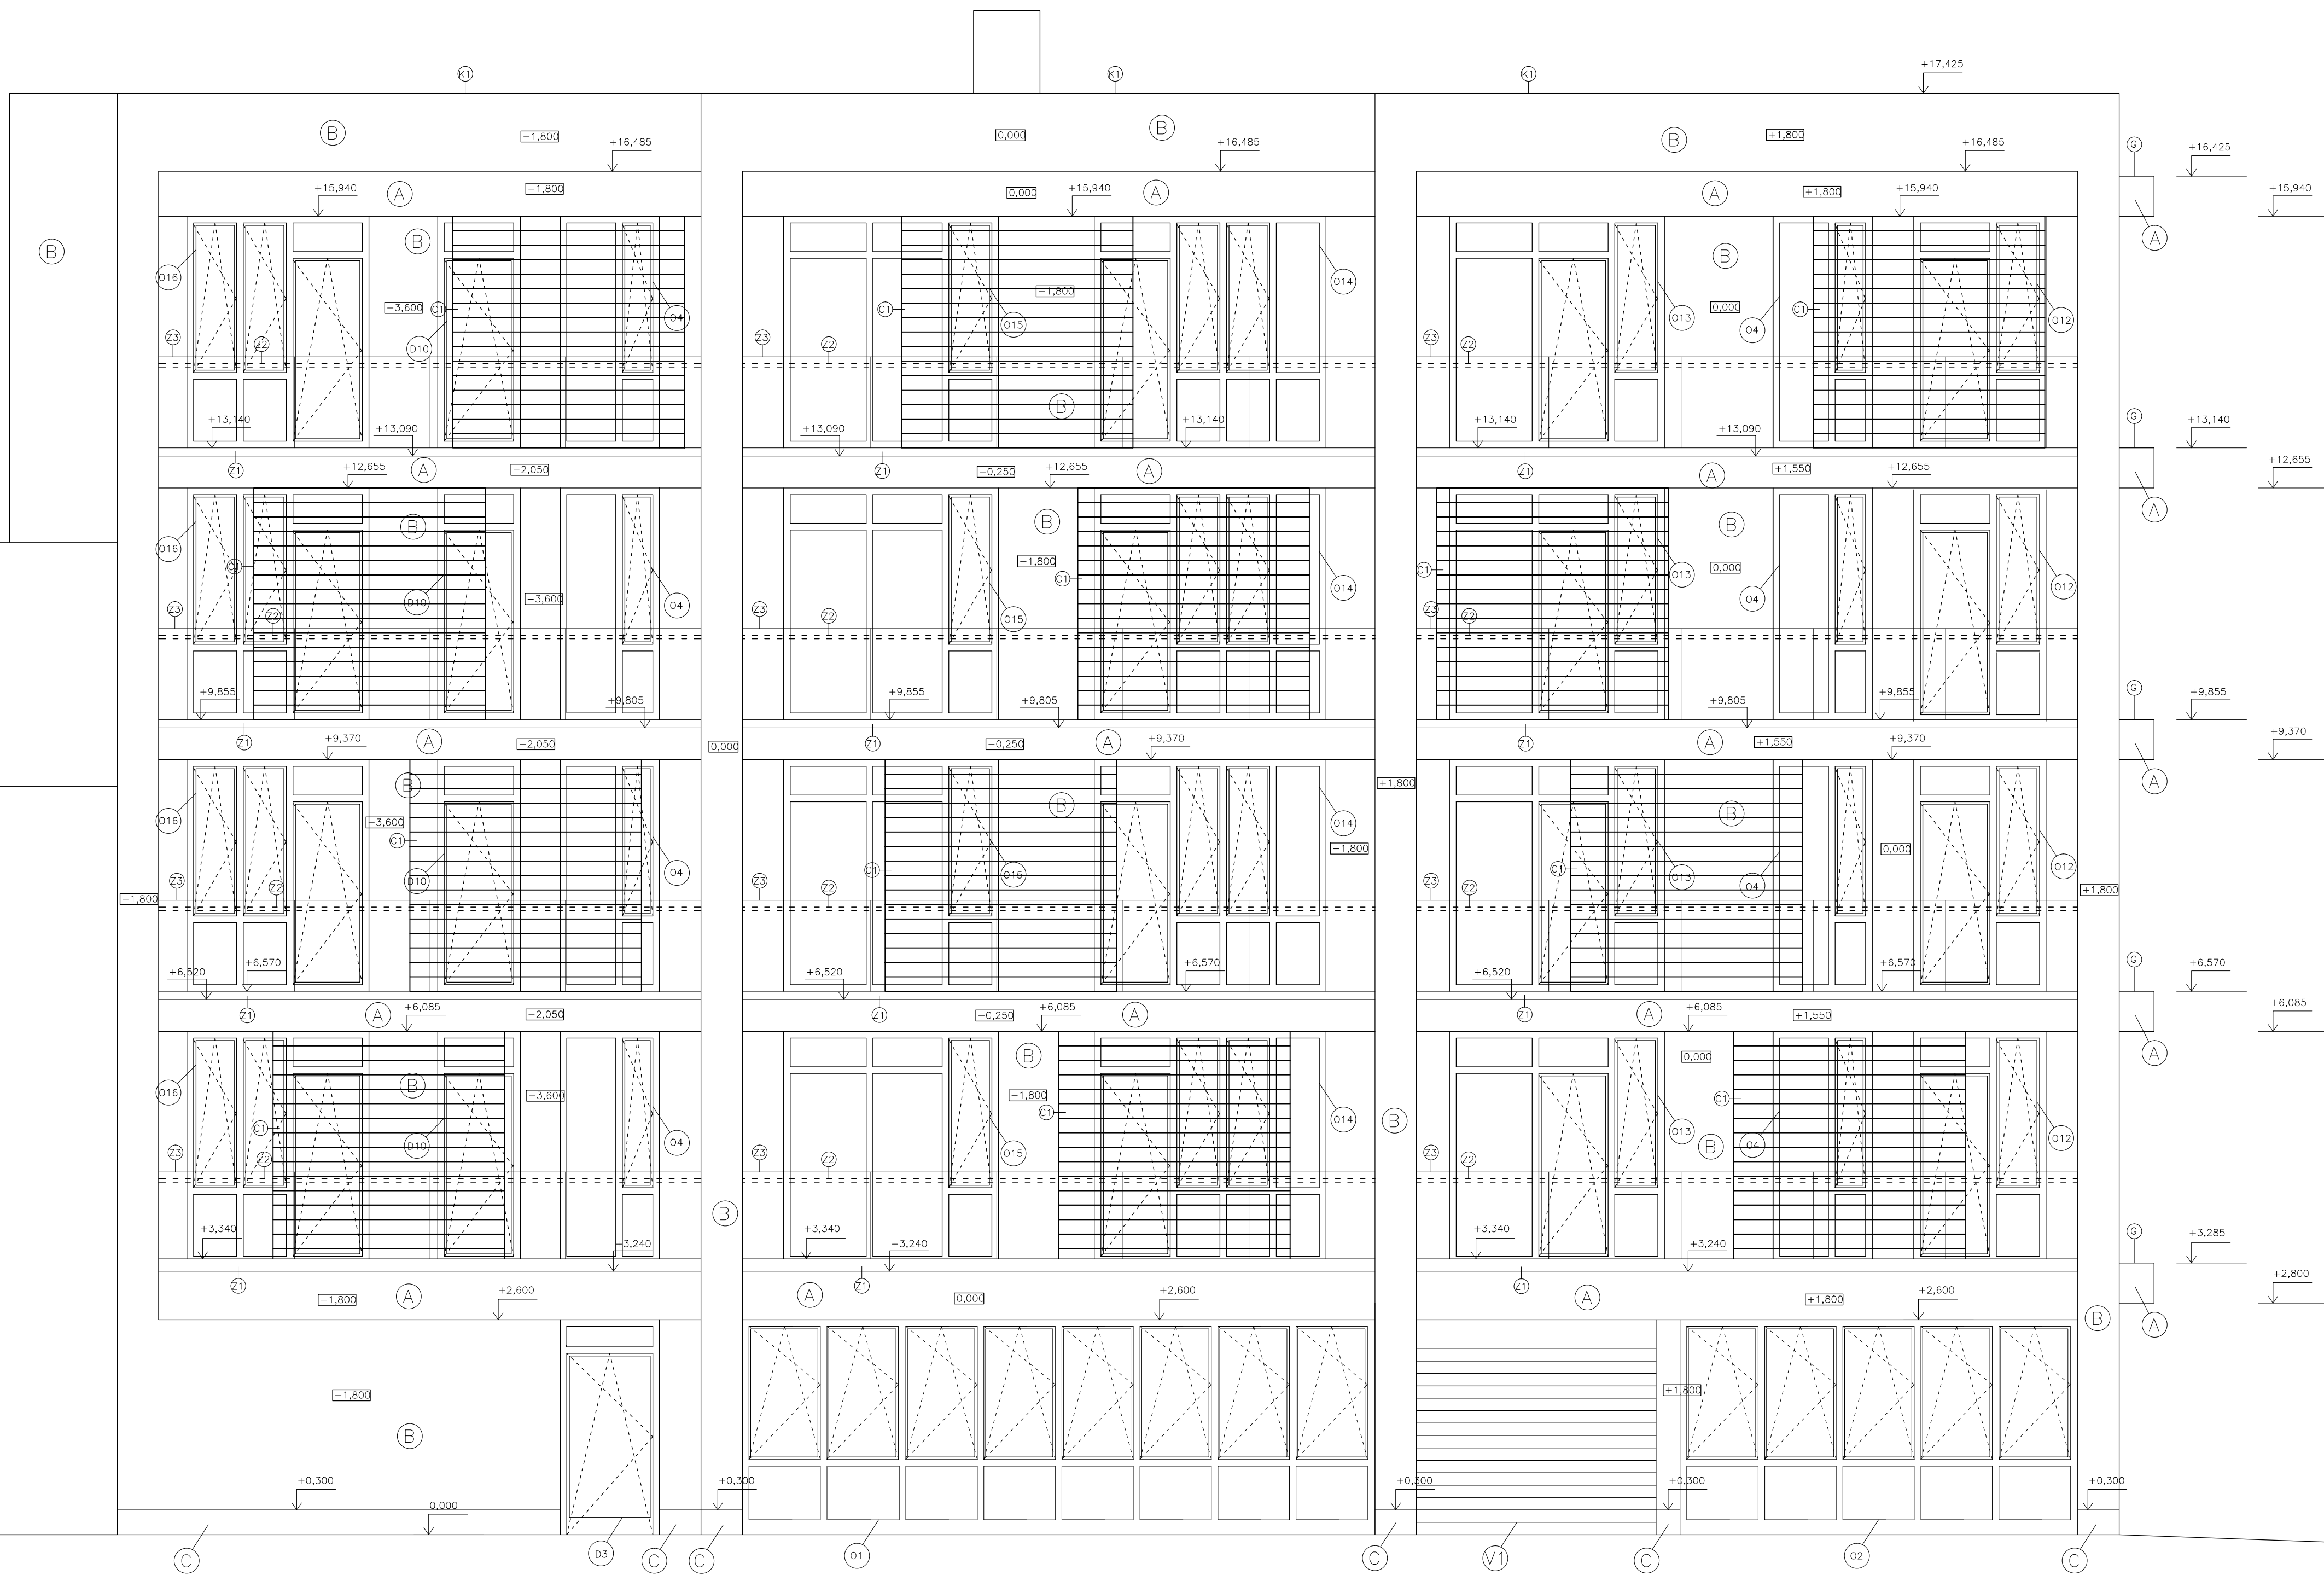 K1 K1 K1 +17,425
B −1,800 0,000 B B +1,800
+16,485 +16,485 +16,485 G +16,425
A −1,800 +15,940 0,000 +15,940 A A +1,800 +15,940 +15,940
B B B A
O16 −3,600 C1 O4 D10 C1 −1,800 O15 O14 O13 0,000 O4 C1 O12
Z3 Z2 Z3 Z2 Z3 Z2
B
+13,140 +13,090 +13,090 +13,140 +13,140 +13,090 G +13,140
Z1 A −2,050 Z1 −0,250 A Z1 A +1,550
+12,655 +12,655 +12,655 +12,655
B B B A
O16 C1 D10 −3,600 O4 O15 −1,800 C1 O14 C1 O13 0,000 O4 O12
Z3 Z2 Z3 Z2 Z3 Z2
+9,855 +9,805 +9,855 +9,805 +9,805 +9,855 G +9,855
Z1 A −2,050 0,000 Z1 −0,250 A Z1 A +1,550
+9,370 +9,370 +9,370 +9,370
B B +1,800 B A
O16 −3,600 C1 D10 O4 C1 O15 O14 −1,800 C1 O13 O4 0,000 O12
−1,800 Z3 Z2 Z3 Z2 Z3 Z2 +1,800
+6,520 +6,570 +6,520 +6,570 +6,520 +6,570 G +6,570
Z1 A −2,050 Z1 −0,250 A Z1 A +1,550
+6,085 +6,085 +6,085 +6,085
B B 0,000 A
O16 C1 D10 −3,600 O4 O15 −1,800 C1 O14 B O13 C1 B O4 O12
Z3 Z2 Z3 Z2 Z3 Z2
B
+3,340 +3,240 +3,340 +3,240 +3,340 +3,240 G +3,285
Z1 Z1 Z1
−1,800 A +2,600 A 0,000 +2,600 A +1,800 +2,600 +2,800
B A
−1,800 +1,800
B
+0,300 0,000 +0,300 +0,300 +0,300 +0,300
C D3 C C O1 C V1 C O2 C